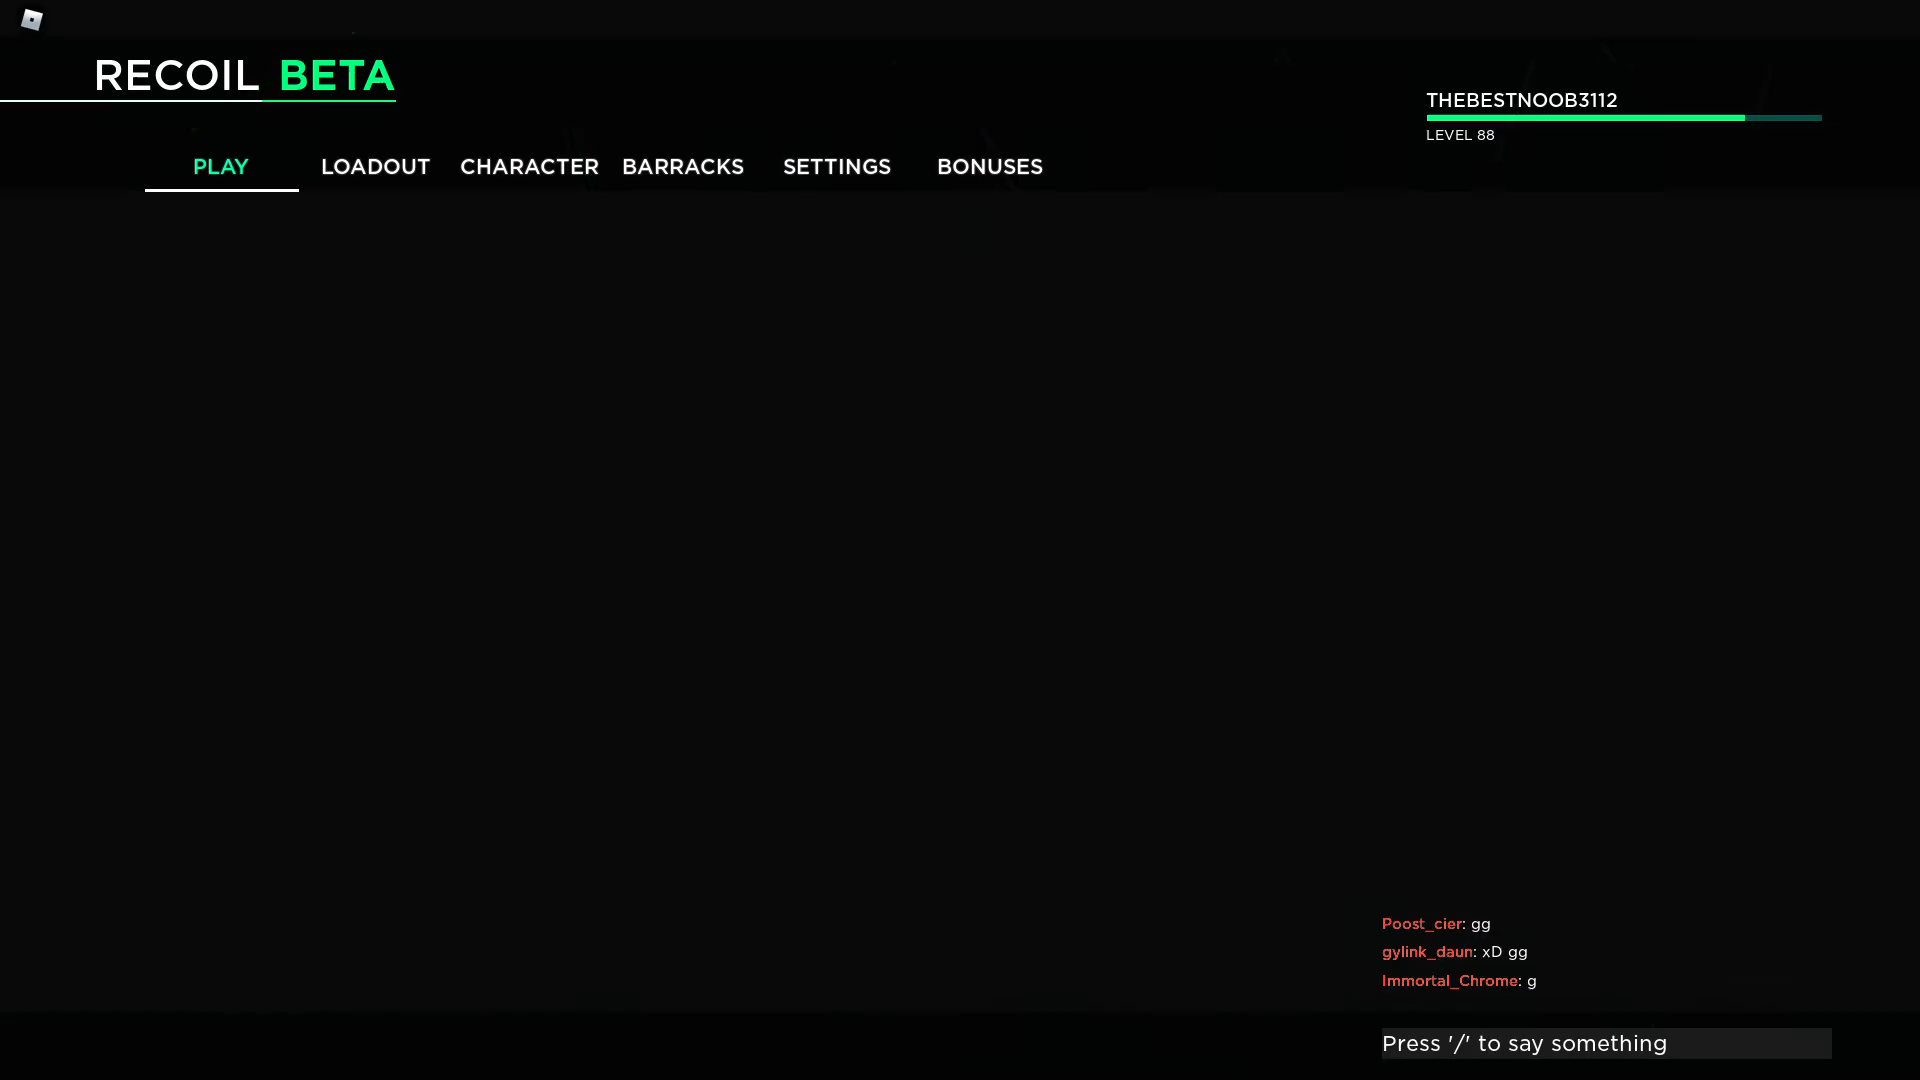 RECOIL BETA
THEBESTNOOB3112
LEVEL 88
PLAY LOADOUT CHARACTER BARRACKS SETTINGS BONUSES
Poost_cier: gg
gylink_daun: xD gg
Immortal_Chrome: g
Press '/' to say something